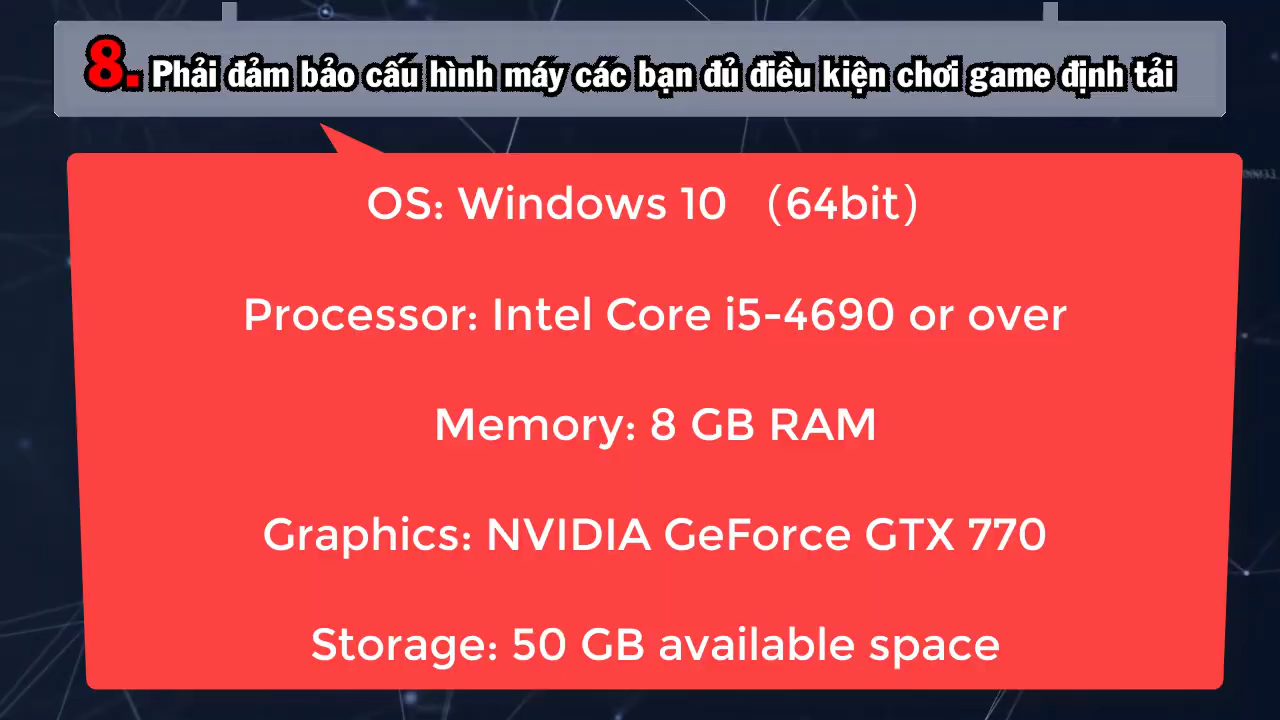 8. Phải đảm bảo cấu hình máy các bạn đủ điều kiện chơi game định tải
OS: Windows 10 （64bit）
Processor: Intel Core i5-4690 or over
Memory: 8 GB RAM
Graphics: NVIDIA GeForce GTX 770
Storage: 50 GB available space